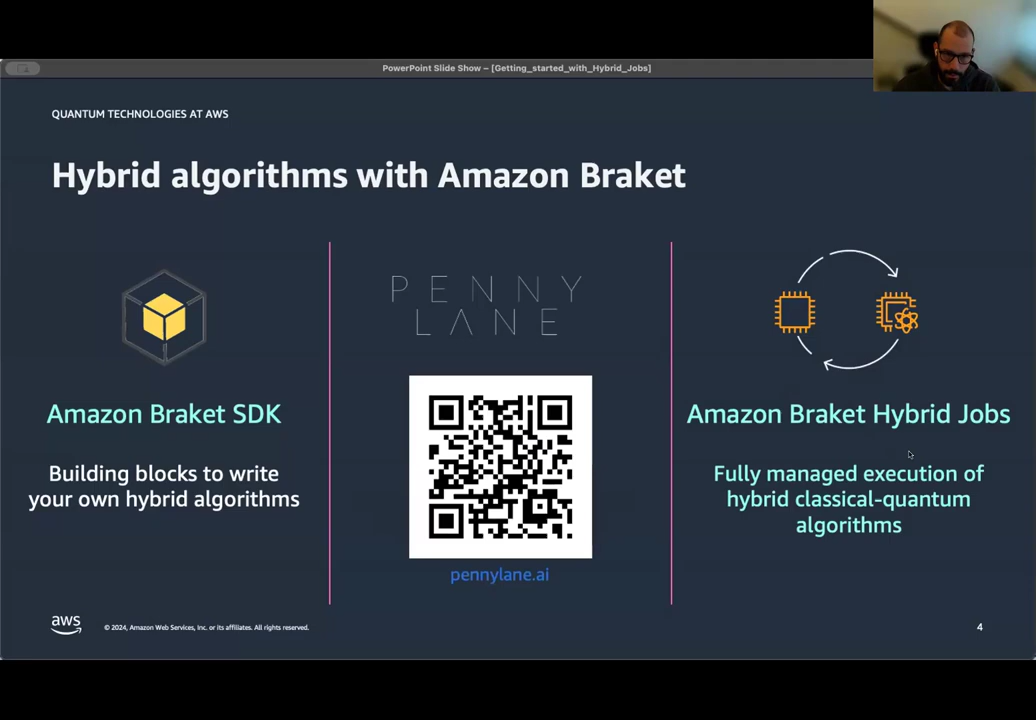 PowerPoint Slide Show – [Getting_started_with_Hybrid_Jobs]
QUANTUM TECHNOLOGIES AT AWS
Hybrid algorithms with Amazon Braket
Amazon Braket SDK
Building blocks to write
your own hybrid algorithms
PENNY
LANE
pennylane.ai
Amazon Braket Hybrid Jobs
Fully managed execution of
hybrid classical-quantum
algorithms
aws
© 2024, Amazon Web Services, Inc. or its affiliates. All rights reserved.
4